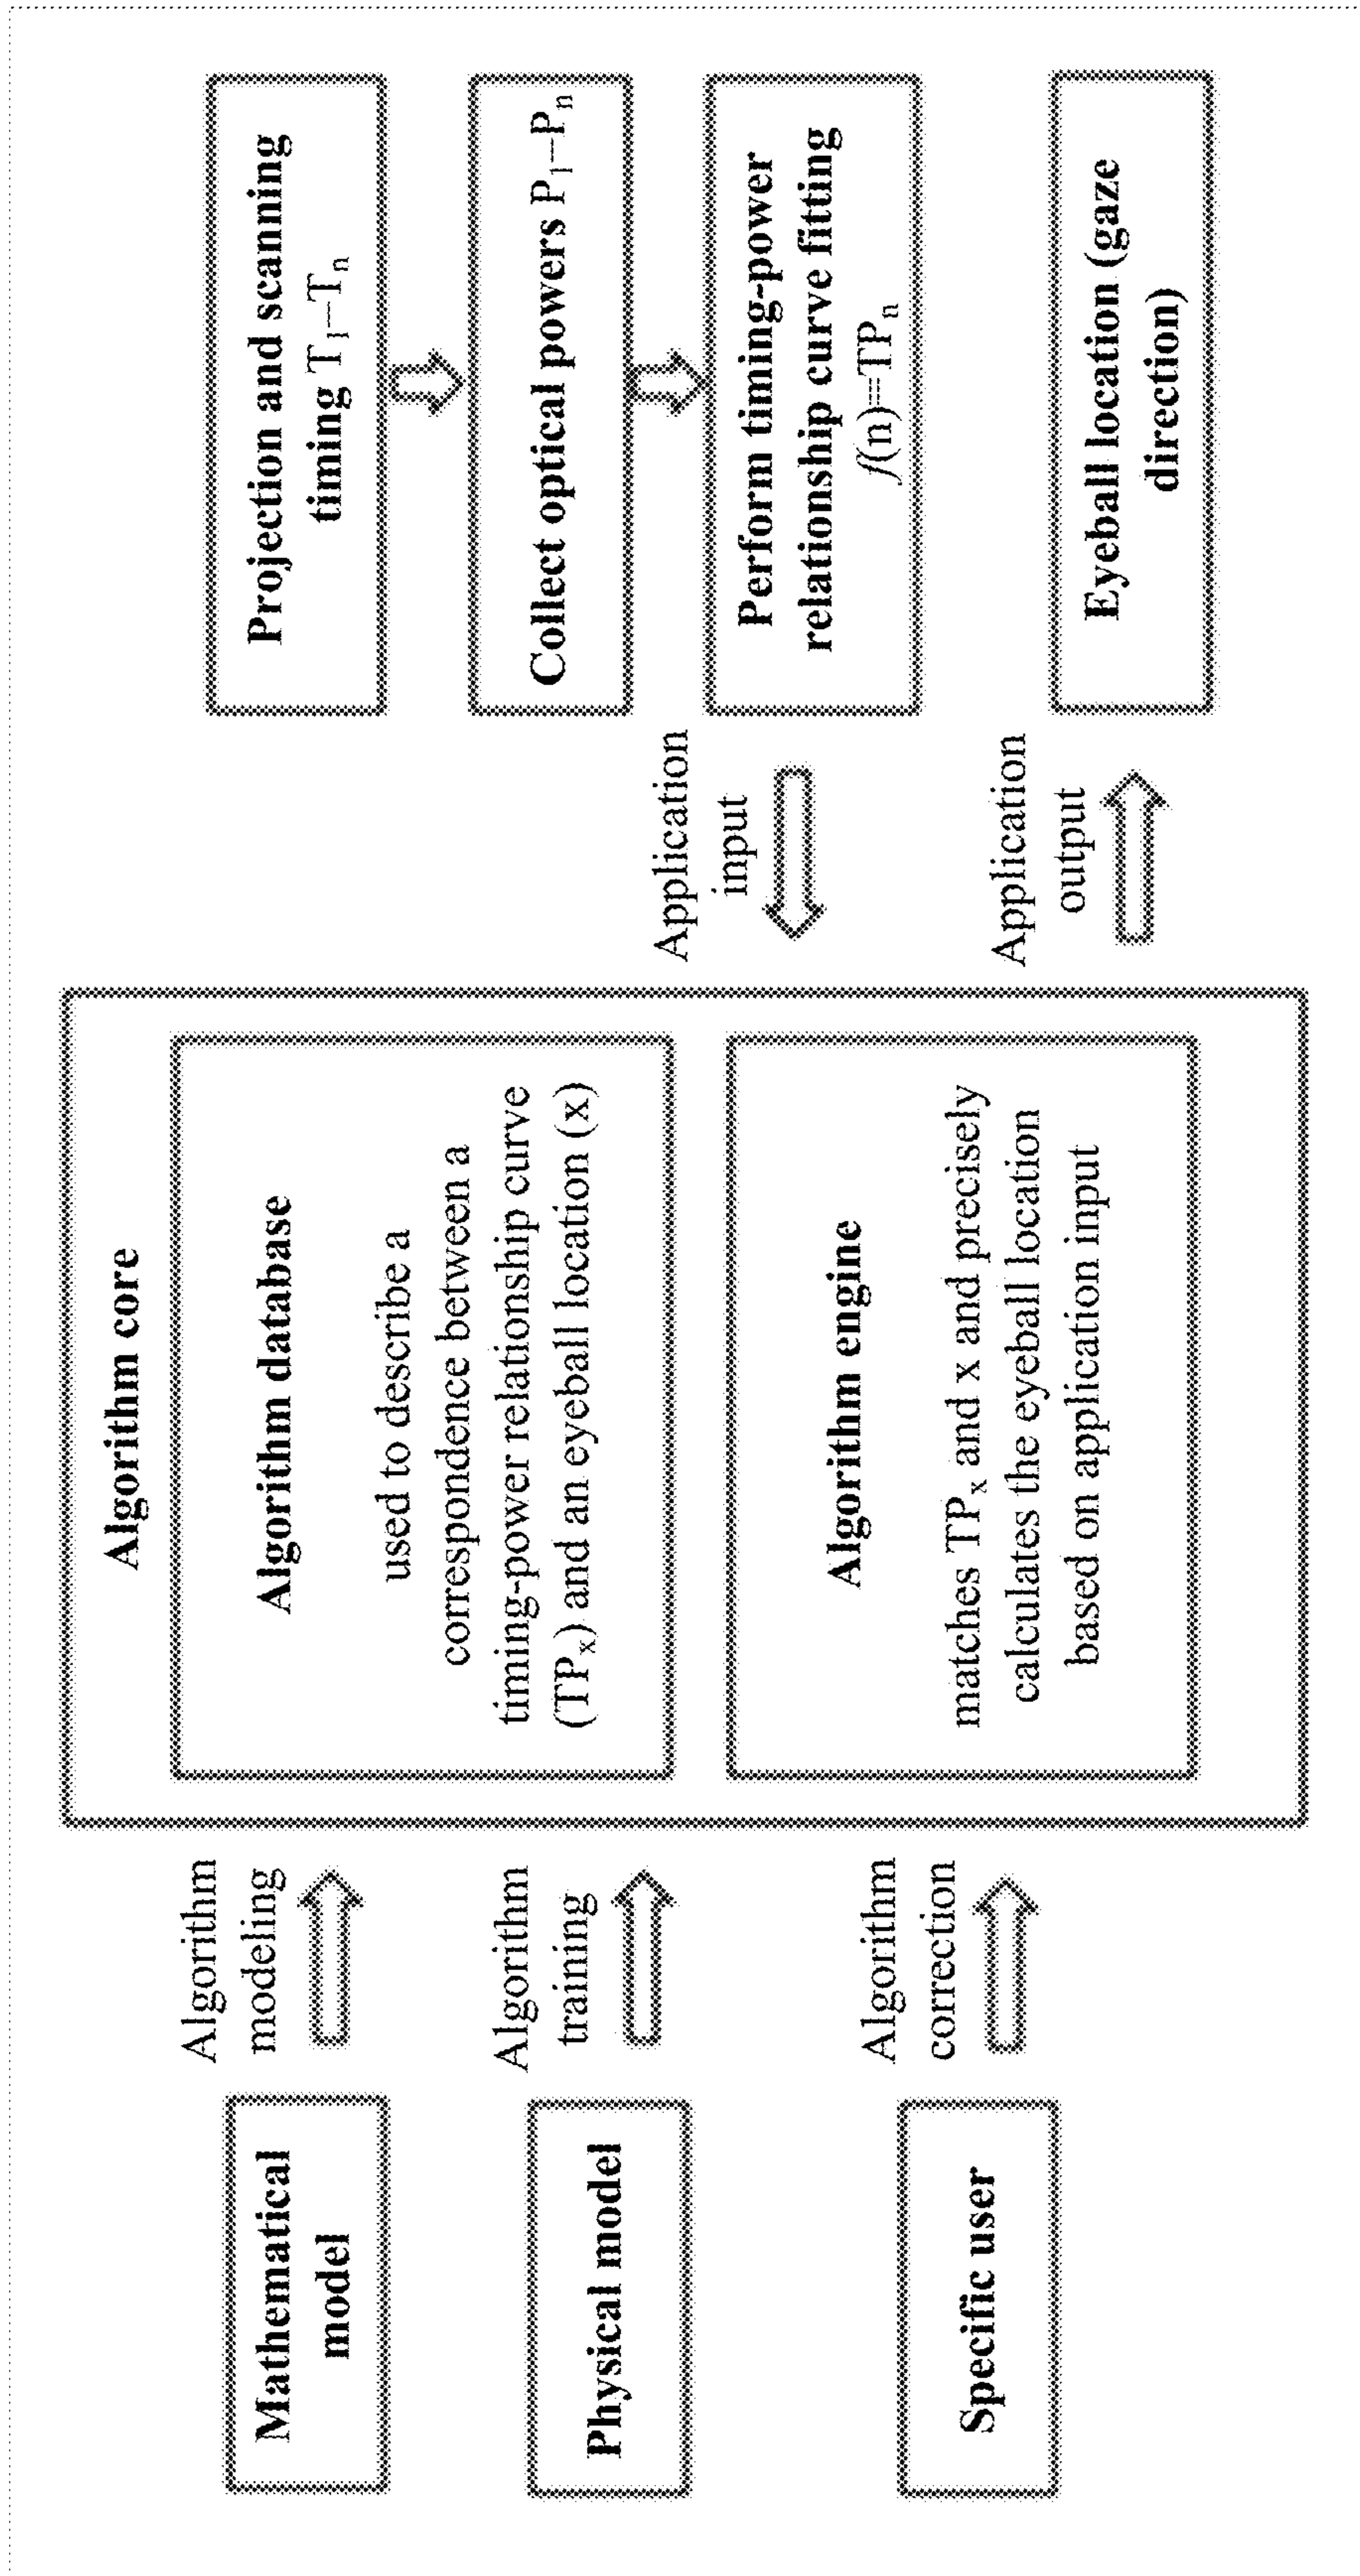 Mathematical
model
Physical model
Specific user
Algorithm
modeling
Algorithm
training
Algorithm
correction
Algorithm core
Algorithm database
used to describe a
correspondence between a
timing-power relationship curve
(TPₓ) and an eyeball location (x)
Algorithm engine
matches TPₓ and x and precisely
calculates the eyeball location
based on application input
Application
input
Application
output
Projection and scanning
timing T₁–Tₙ
Collect optical powers P₁–Pₙ
Perform timing-power
relationship curve fitting
f(n)=TPₙ
Eyeball location (gaze
direction)